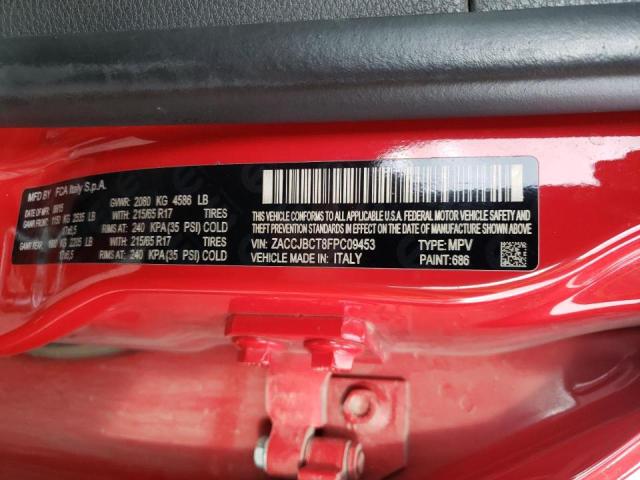 MFD BY FCA Italy S.p.A.
GVWR: 2080 KG 4586 LB
WITH 215/65 R17 TIRES
RIMS AT: 240 KPA(35 PSI) COLD
WITH 215/65 R17 TIRES
RIMS AT: 240 KPA(35 PSI) COLD
THIS VEHICLE CONFORMS TO ALL APPLICABLE U.S.A. FEDERAL MOTOR VEHICLE SAFETY,
BUMPER, AND THEFT PREVENTION STANDARDS IN EFFECT ON THE
DATE OF MANUFACTURE SHOWN ABOVE
VIN: ZACCJBCT8FPC09453 TYPE: MPV
VEHICLE MADE IN: ITALY PAINT: 686